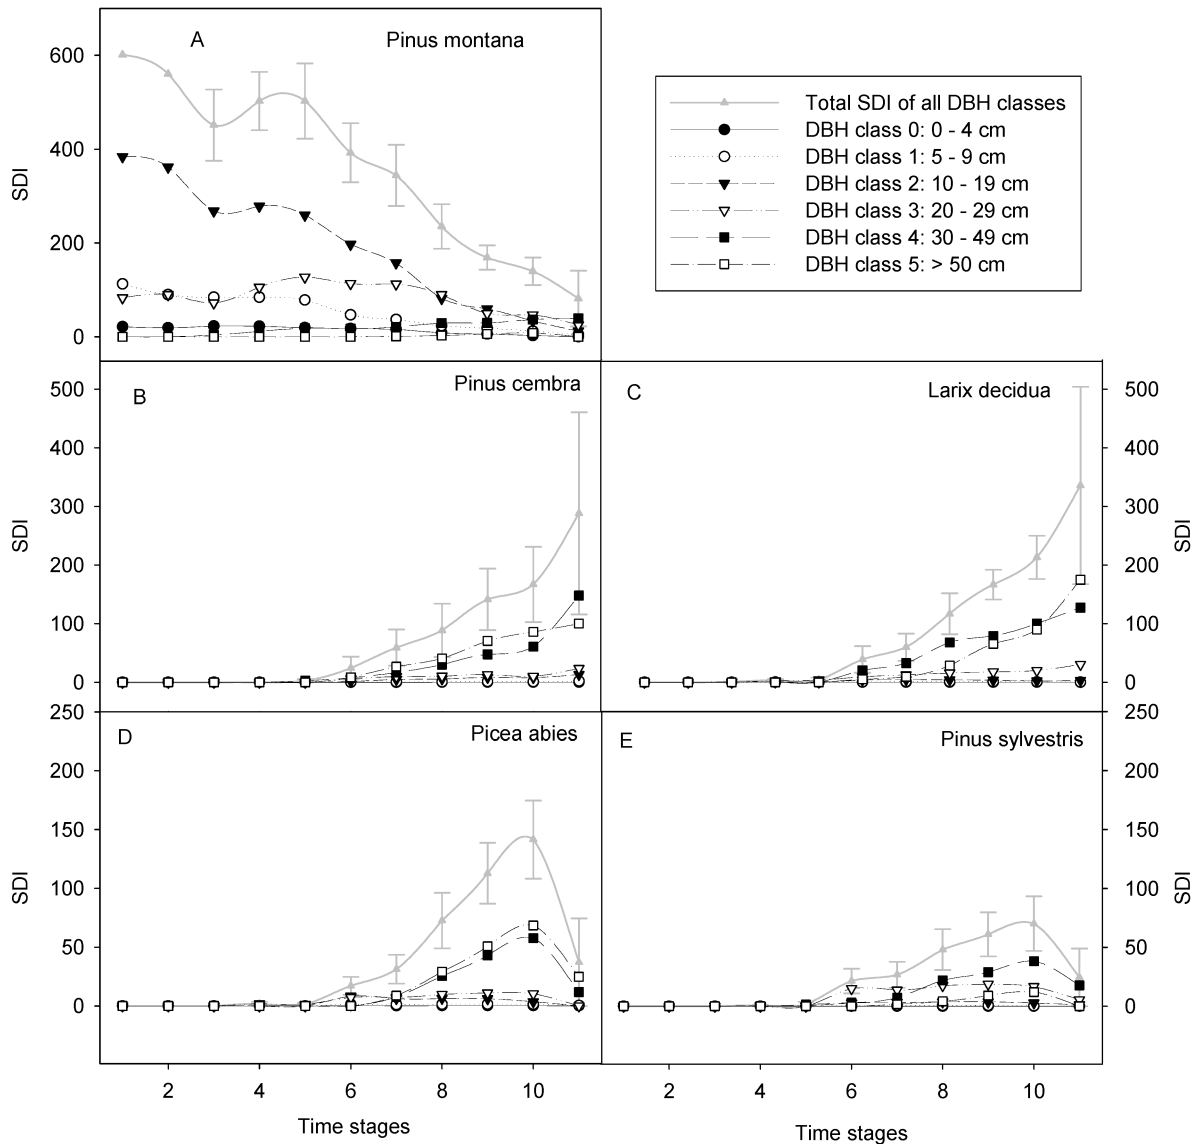 A
Pinus montana
600
400
200
0
SDI
Total SDI of all DBH classes
DBH class 0: 0 - 4 cm
DBH class 1: 5 - 9 cm
DBH class 2: 10 - 19 cm
DBH class 3: 20 - 29 cm
DBH class 4: 30 - 49 cm
DBH class 5: > 50 cm
B
Pinus cembra
500
400
300
200
100
0
SDI
C
Larix decidua
500
400
300
200
100
0
SDI
D
Picea abies
250
200
150
100
50
0
SDI
2 4 6 8 10
Time stages
E
Pinus sylvestris
250
200
150
100
50
0
SDI
2 4 6 8 10
Time stages